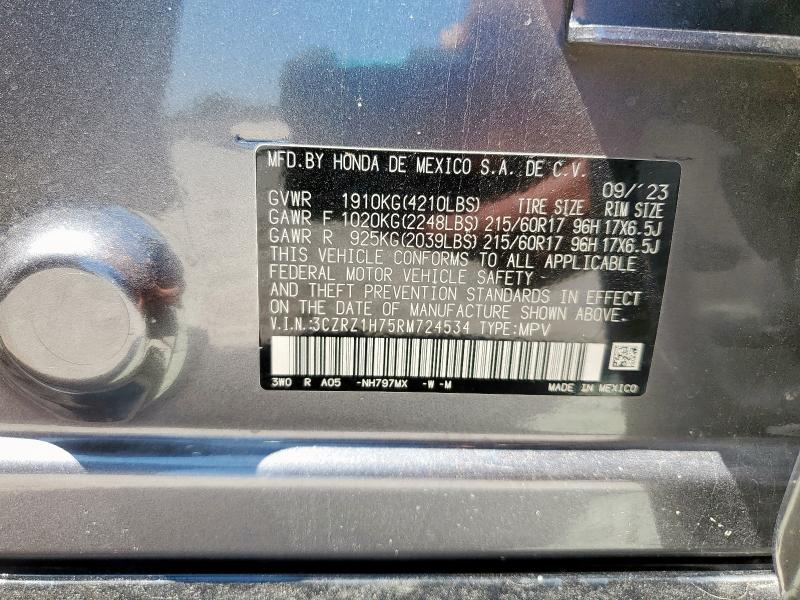 MFD.BY HONDA DE MEXICO S.A. DE C.V.
09/'23
GVWR 1910KG(4210LBS) TIRE SIZE RIM SIZE
GAWR F 1020KG(2248LBS) 215/60R17 96H 17X6.5J
GAWR R 925KG(2039LBS) 215/60R17 96H 17X6.5J
THIS VEHICLE CONFORMS TO ALL APPLICABLE
FEDERAL MOTOR VEHICLE SAFETY
AND THEFT PREVENTION STANDARDS IN EFFECT
ON THE DATE OF MANUFACTURE SHOWN ABOVE.
V.I.N.:3CZRZ1H75RM724534 TYPE:MPV
3W0 R A05 -NH797MX -W -M MADE IN MEXICO